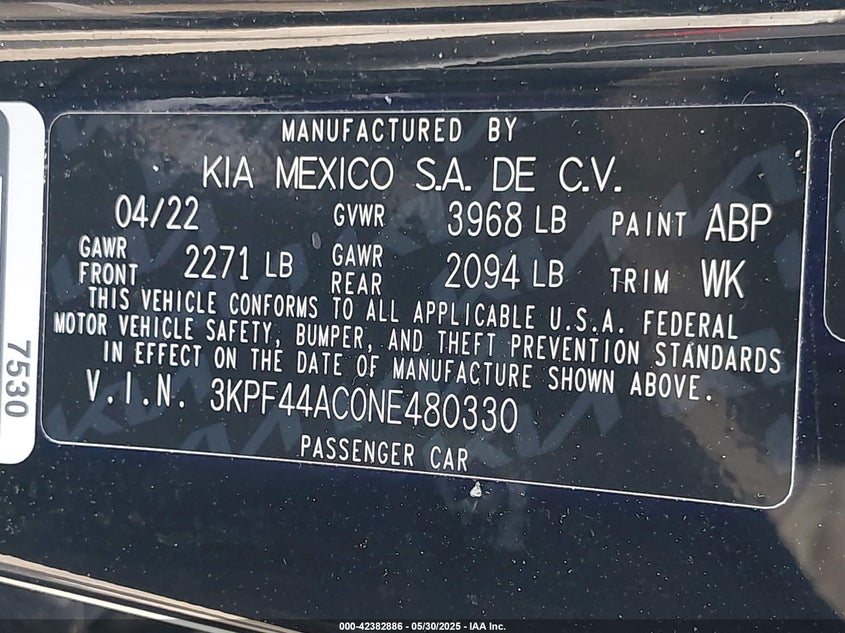 MANUFACTURED BY
KIA MEXICO S.A. DE C.V.
04/22 GVWR 3968 LB PAINT ABP
GAWR FRONT 2271 LB GAWR REAR 2094 LB TRIM WK
THIS VEHICLE CONFORMS TO ALL APPLICABLE U.S.A. FEDERAL
MOTOR VEHICLE SAFETY, BUMPER, AND THEFT PREVENTION STANDARDS
IN EFFECT ON THE DATE OF MANUFACTURE SHOWN ABOVE.
V.I.N. 3KPF44AC0NE480330
PASSENGER CAR
7530
000-42382886 - 05/30/2025 - IAA Inc.